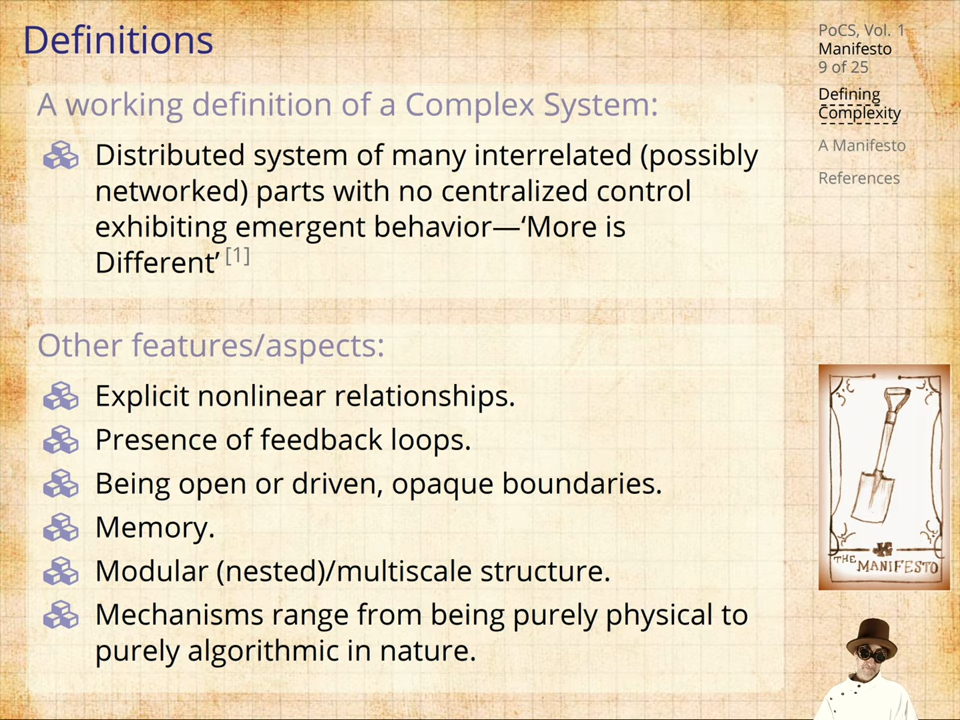 Definitions
A working definition of a Complex System:
Distributed system of many interrelated (possibly
networked) parts with no centralized control
exhibiting emergent behavior—‘More is
Different’ [1]
Other features/aspects:
Explicit nonlinear relationships.
Presence of feedback loops.
Being open or driven, opaque boundaries.
Memory.
Modular (nested)/multiscale structure.
Mechanisms range from being purely physical to
purely algorithmic in nature.
PoCS, Vol. 1
Manifesto
9 of 25
Defining
Complexity
A Manifesto
References
THE MANIFESTO